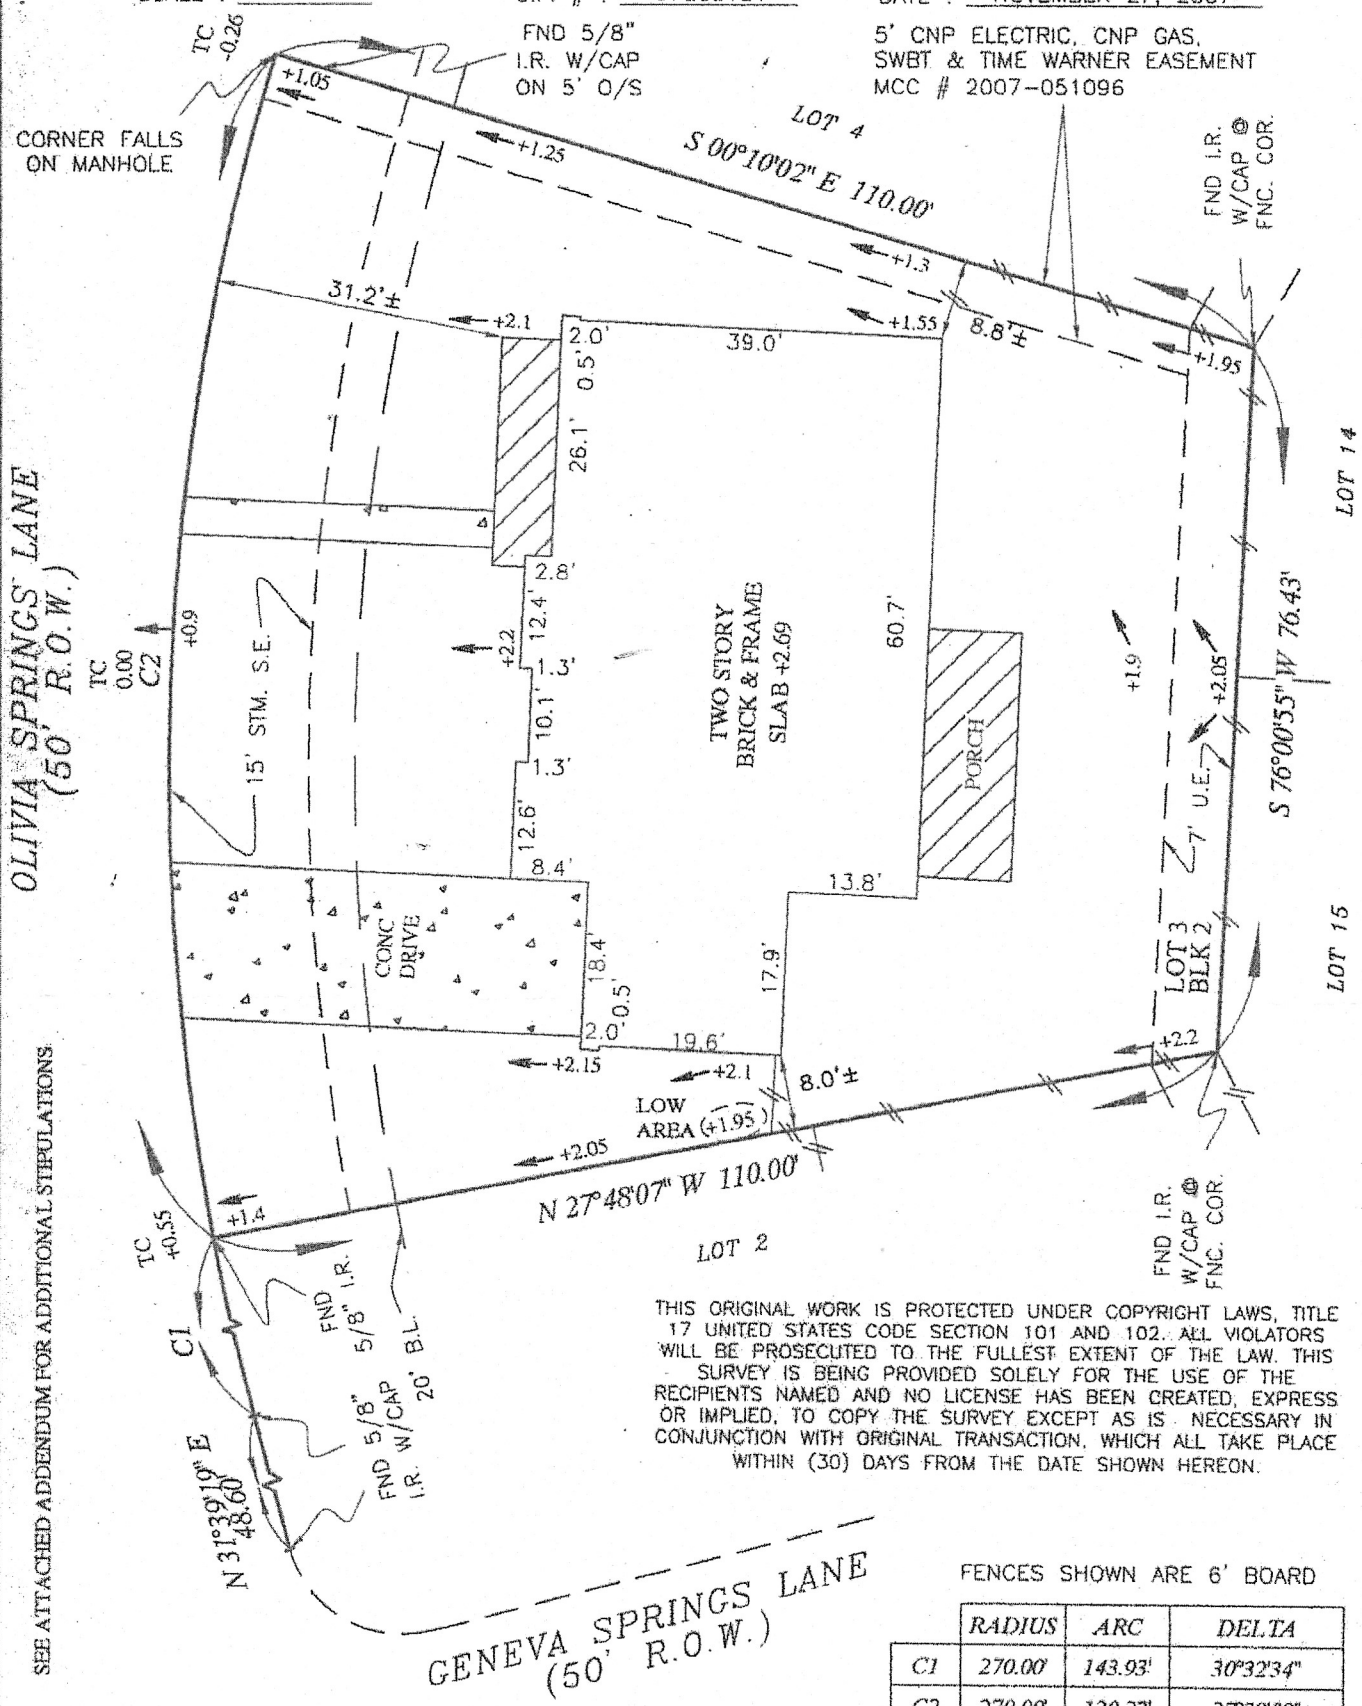 TC
-0.26
FND 5/8"
I.R. W/CAP
ON 5' O/S
5' CNP ELECTRIC, CNP GAS,
SWBT & TIME WARNER EASEMENT
MCC # 2007-051096
CORNER FALLS
ON MANHOLE
+1.05
+1.25
LOT 4
S 00°10'02" E 110.00'
FND I.R.
W/CAP @
FNC. COR.
+1.3
31.2'±
+2.1
2.0'
39.0'
+1.55
8.8'±
+1.95
0.5'
26.1'
LOT 14
OLIVIA SPRINGS LANE
(50' R.O.W.)
TC
0.00
C2
+0.9
15' STM. S.E.
2.8'
12.4'
+2.2
1.3'
10.1'
1.3'
12.6'
8.4'
TWO STORY
BRICK & FRAME
SLAB +2.69
60.7'
PORCH
+1.9
+2.05
7' U.E.
S 76°00'55" W 76.43'
13.8'
17.9'
CONC
DRIVE
18.4'
0.5'
2.0'
19.6'
LOT 3
BLK 2
LOT 15
+2.15
+2.1
8.0'±
+2.2
LOW
AREA (+1.95)
+2.05
N 27°48'07" W 110.00'
LOT 2
+1.4
TC
+0.55
FND I.R.
W/CAP @
FNC. COR.
FND
5/8" I.R.
C1
FND 5/8"
I.R. W/CAP
20' B.L.
N 31°39'19" E
48.60'
SEE ATTACHED ADDENDUM FOR ADDITIONAL STIPULATIONS
THIS ORIGINAL WORK IS PROTECTED UNDER COPYRIGHT LAWS, TITLE
17 UNITED STATES CODE SECTION 101 AND 102. ALL VIOLATORS
WILL BE PROSECUTED TO THE FULLEST EXTENT OF THE LAW. THIS
SURVEY IS BEING PROVIDED SOLELY FOR THE USE OF THE
RECIPIENTS NAMED AND NO LICENSE HAS BEEN CREATED, EXPRESS
OR IMPLIED, TO COPY THE SURVEY EXCEPT AS IS NECESSARY IN
CONJUNCTION WITH ORIGINAL TRANSACTION, WHICH ALL TAKE PLACE
WITHIN (30) DAYS FROM THE DATE SHOWN HEREON.
GENEVA SPRINGS LANE
(50' R.O.W.)
FENCES SHOWN ARE 6' BOARD
RADIUS ARC DELTA
C1 270.00' 143.93' 30°32'34"